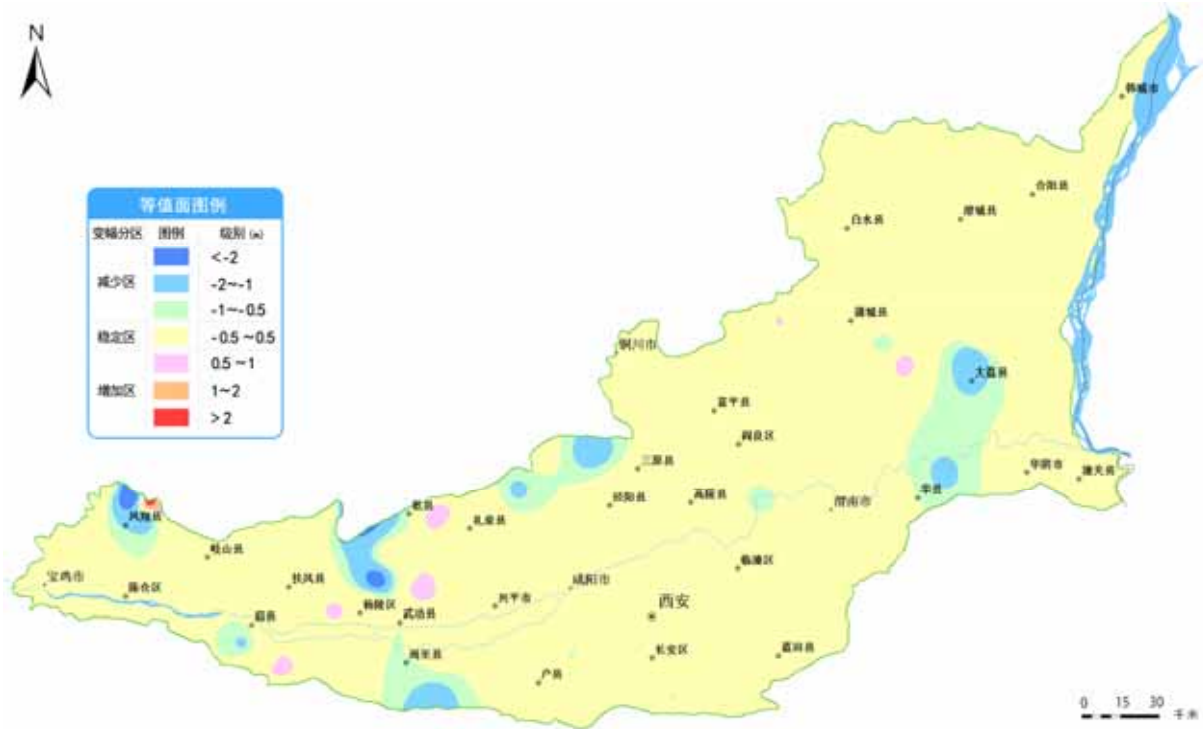 N
等值面图例
变幅分区 图例 级别 (m)
<-2
减少区 -2~-1
-1~-0.5
稳定区 -0.5~0.5
0.5~1
增加区 1~2
>2
韩城市
合阳县
澄城县
白水县
蒲城县
铜川市
大荔县
富平县
阎良区
三原县
华阴市
潼关县
泾阳县
高陵县
华县
渭南市
凤翔县
乾县
礼泉县
岐山县
临潼区
宝鸡市
陈仓区
扶风县
咸阳市
杨陵区
兴平市
西安
眉县
武功县
周至县
长安区
蓝田县
户县
0 15 30
千米